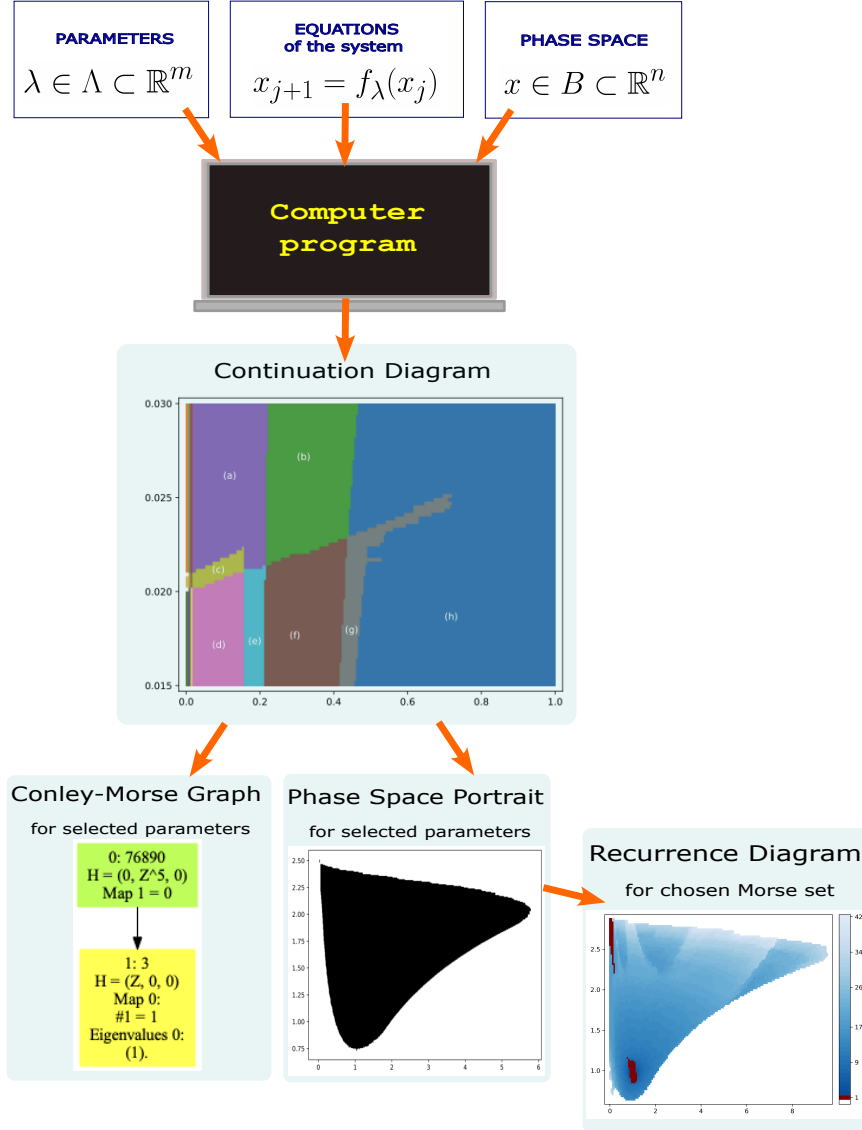 PARAMETERS
λ ∈ Λ ⊂ ℝ^m
EQUATIONS
of the system
x_{j+1} = f_λ(x_j)
PHASE SPACE
x ∈ B ⊂ ℝ^n
Computer
program
Continuation Diagram
0.030
0.025
0.020
0.015
(a)
(b)
(c)
(d)
(e)
(f)
(g)
(h)
0.0 0.2 0.4 0.6 0.8 1.0
Conley-Morse Graph
for selected parameters
0: 76890
H = (0, Z^5, 0)
Map 1 = 0
1: 3
H = (Z, 0, 0)
Map 0:
#1 = 1
Eigenvalues 0:
(1).
Phase Space Portrait
for selected parameters
2.50
2.25
2.00
1.75
1.50
1.25
1.00
0.75
0 1 2 3 4 5 6
Recurrence Diagram
for chosen Morse set
2.5
2.0
1.5
1.0
0 2 4 6 8
42
34
26
17
9
1